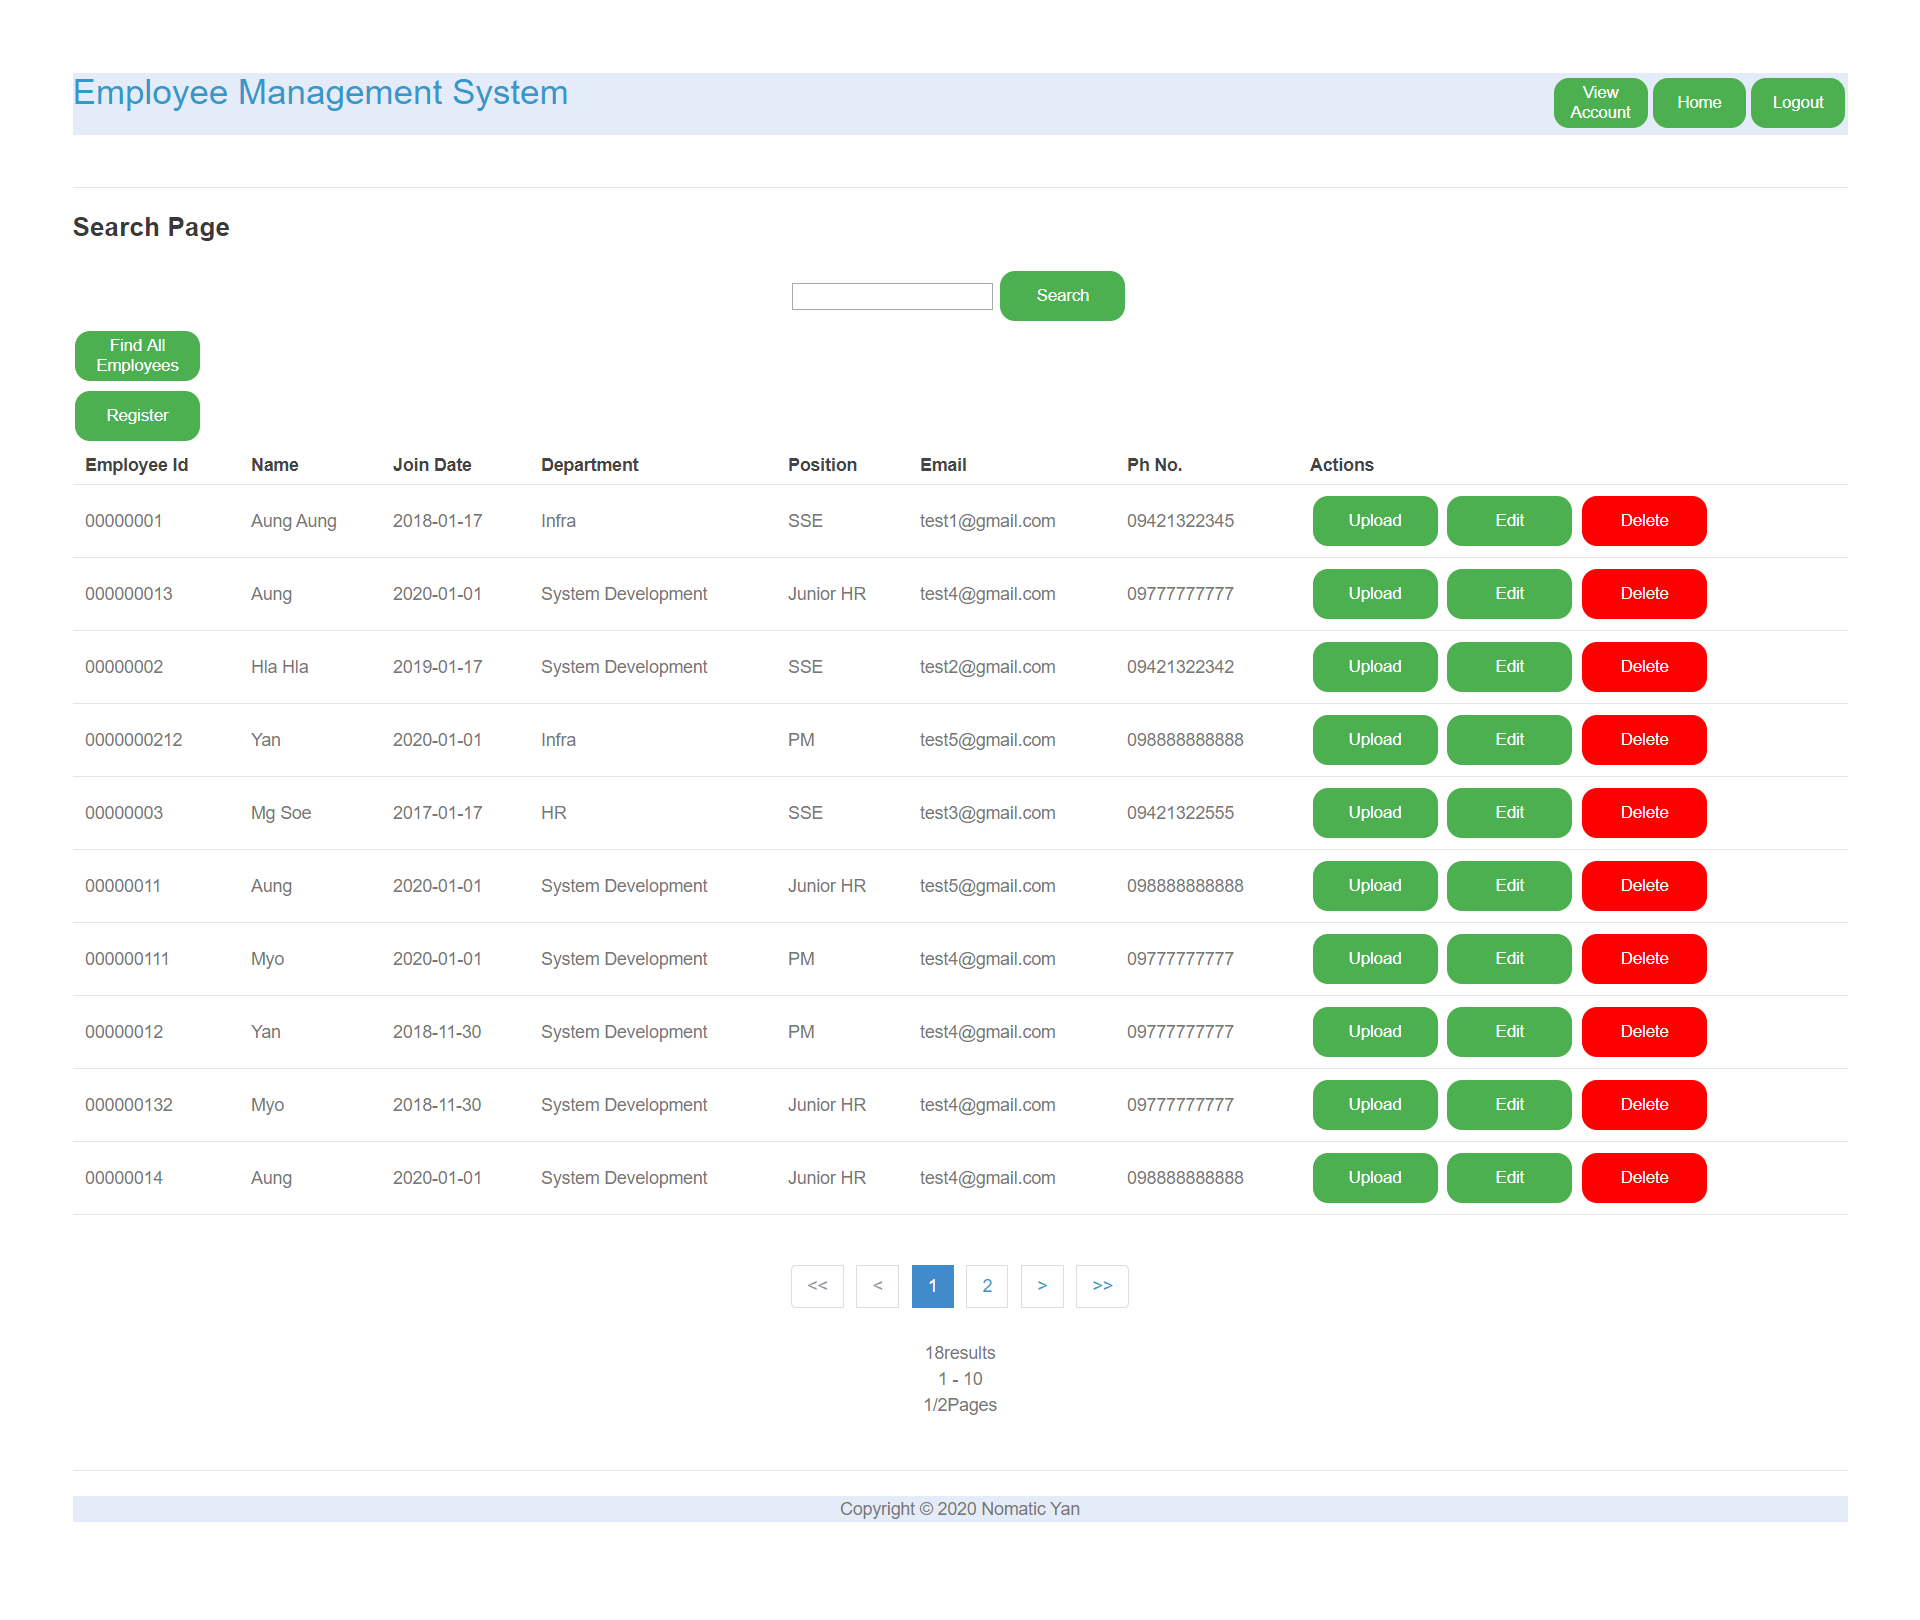 Employee Management System
View
Account
Home
Logout
Search Page
Search
Find All
Employees
Register
Employee Id Name Join Date Department Position Email Ph No. Actions
00000001 Aung Aung 2018-01-17 Infra SSE test1@gmail.com 09421322345 Upload Edit Delete
000000013 Aung 2020-01-01 System Development Junior HR test4@gmail.com 09777777777 Upload Edit Delete
00000002 Hla Hla 2019-01-17 System Development SSE test2@gmail.com 09421322342 Upload Edit Delete
0000000212 Yan 2020-01-01 Infra PM test5@gmail.com 098888888888 Upload Edit Delete
00000003 Mg Soe 2017-01-17 HR SSE test3@gmail.com 09421322555 Upload Edit Delete
00000011 Aung 2020-01-01 System Development Junior HR test5@gmail.com 098888888888 Upload Edit Delete
000000111 Myo 2020-01-01 System Development PM test4@gmail.com 09777777777 Upload Edit Delete
00000012 Yan 2018-11-30 System Development PM test4@gmail.com 09777777777 Upload Edit Delete
000000132 Myo 2018-11-30 System Development Junior HR test4@gmail.com 09777777777 Upload Edit Delete
00000014 Aung 2020-01-01 System Development Junior HR test4@gmail.com 098888888888 Upload Edit Delete
<< < 1 2 > >>
18results
1 - 10
1/2Pages
Copyright © 2020 Nomatic Yan